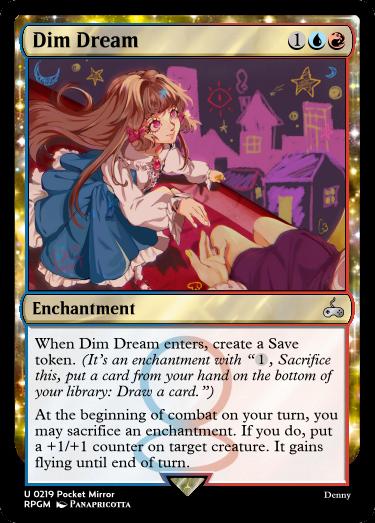 Dim Dream 1
Enchantment
When Dim Dream enters, create a Save
token. (It's an enchantment with “1, Sacrifice
this, put a card from your hand on the bottom of
your library: Draw a card.”)
At the beginning of combat on your turn, you
may sacrifice an enchantment. If you do, put
a +1/+1 counter on target creature. It gains
flying until end of turn.
U 0219 Pocket Mirror
RPGM Panapricotta Denny